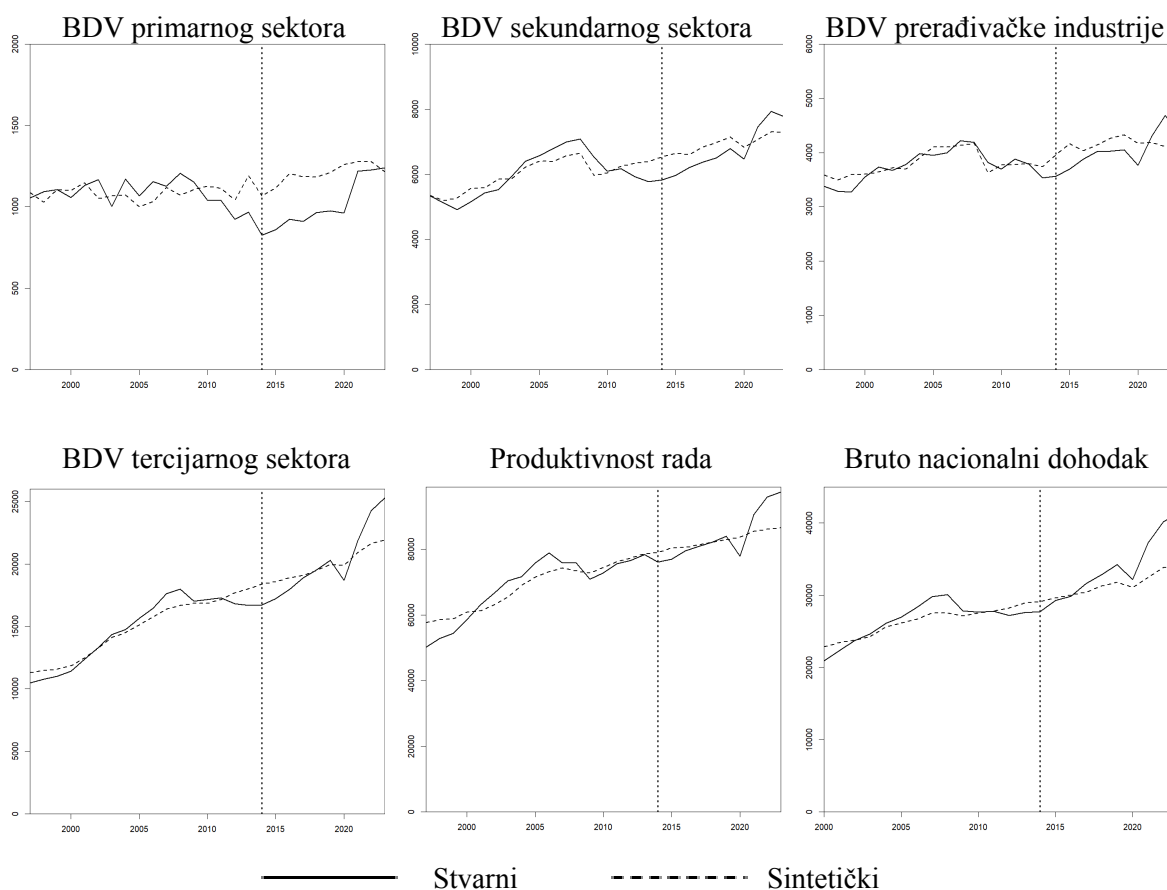 BDV primarnog sektora
BDV sekundarnog sektora
BDV prerađivačke industrije
2000
1500
1000
500
0
2000 2005 2010 2015 2020
10000
8000
6000
4000
2000
0
2000 2005 2010 2015 2020
6000
5000
4000
3000
2000
1000
0
2000 2005 2010 2015 2020
BDV tercijarnog sektora
Produktivnost rada
Bruto nacionalni dohodak
25000
20000
15000
10000
5000
0
2000 2005 2010 2015 2020
80000
60000
40000
20000
0
2000 2005 2010 2015 2020
40000
30000
20000
10000
0
2000 2005 2010 2015 2020
Stvarni
Sintetički